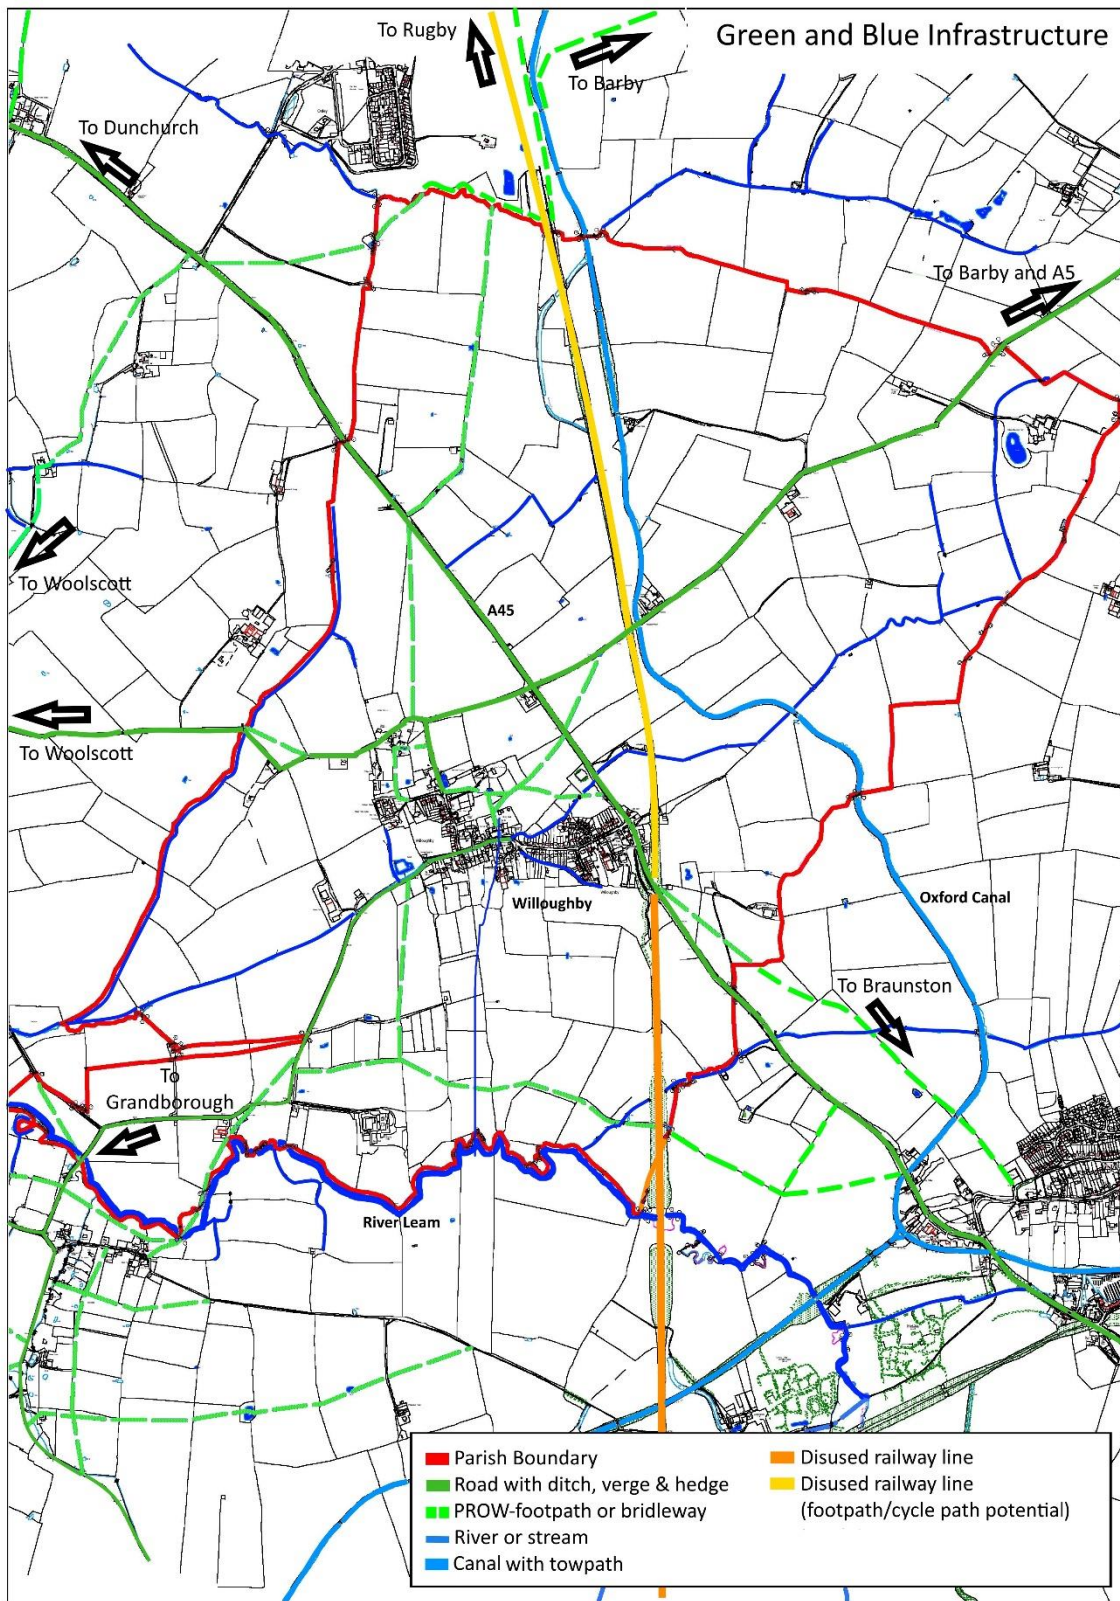 Green and Blue Infrastructure
To Rugby
To Barby
To Dunchurch
To Barby and A5
To Woolscott
A45
To Woolscott
Willoughby
Oxford Canal
To Braunston
To
Grandborough
River Leam
Parish Boundary
Road with ditch, verge & hedge
PROW-footpath or bridleway
River or stream
Canal with towpath
Disused railway line
Disused railway line
(footpath/cycle path potential)